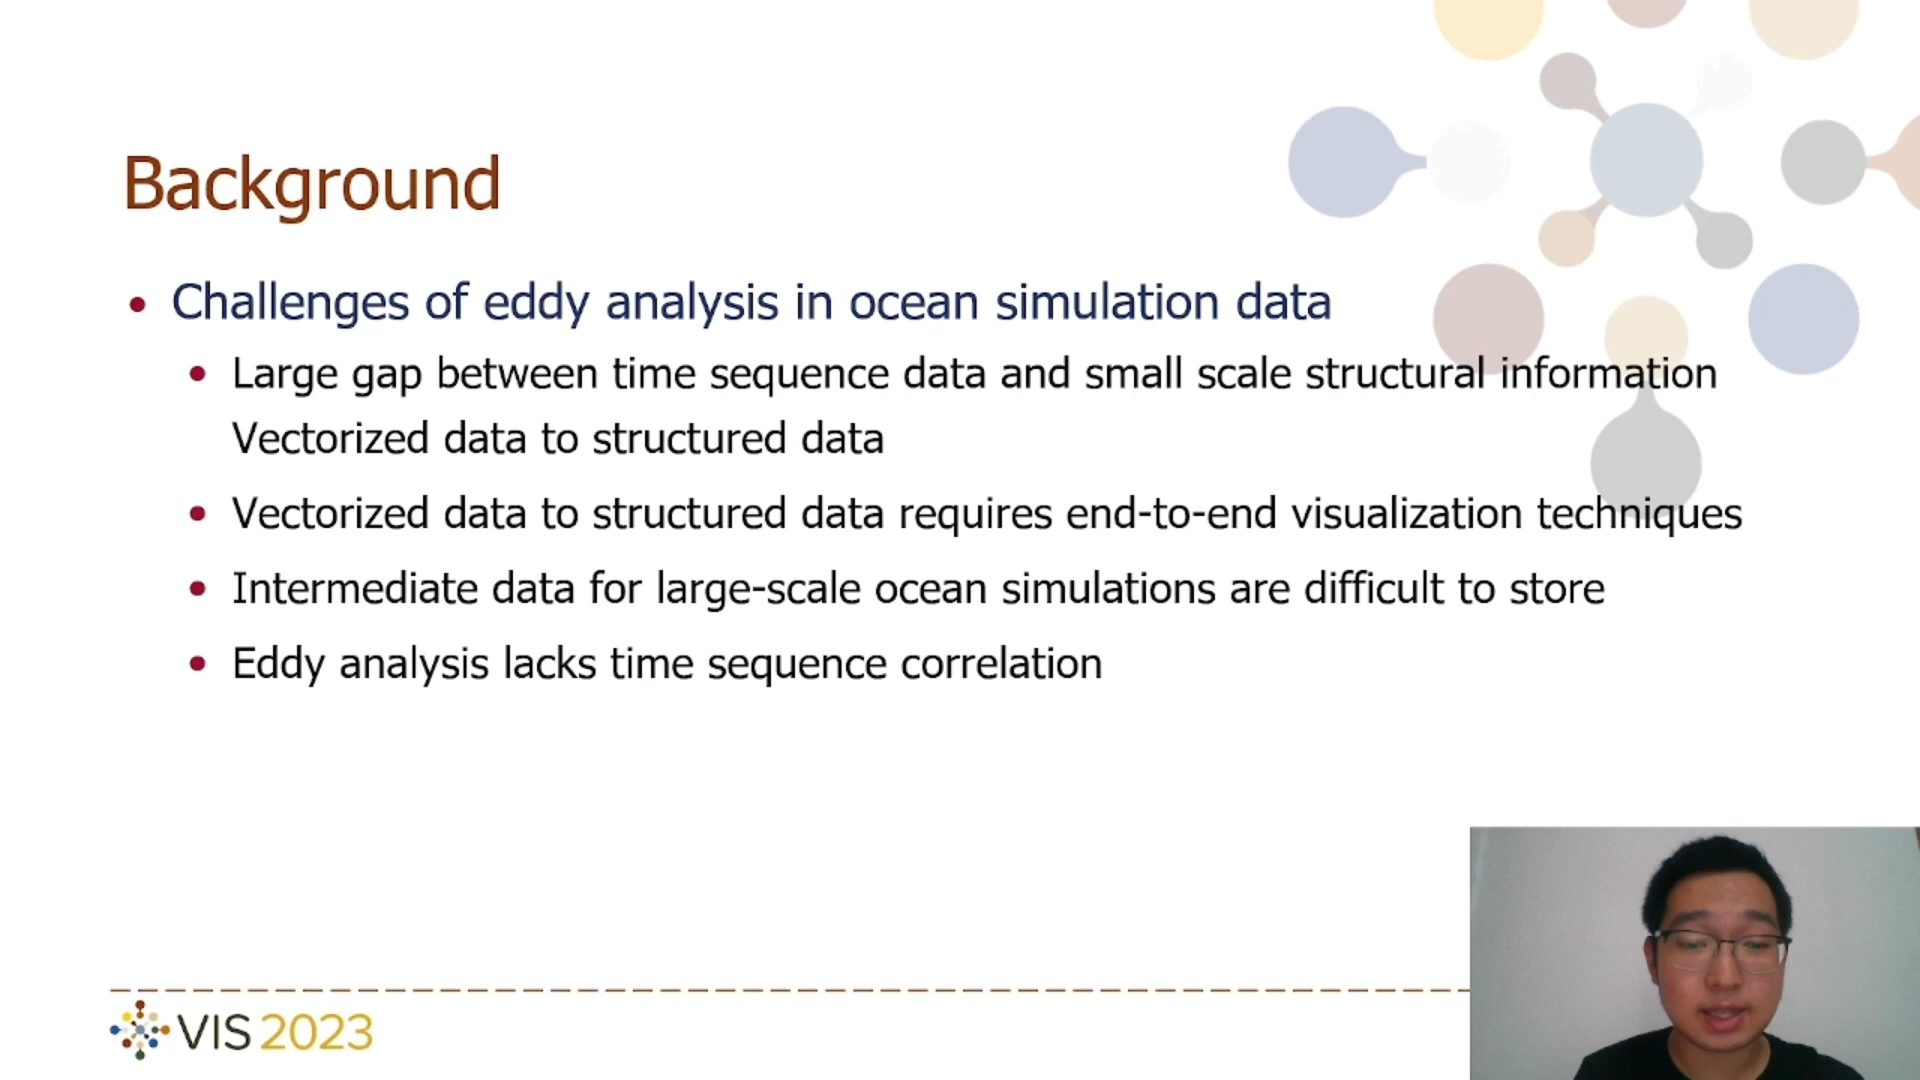 Background
• Challenges of eddy analysis in ocean simulation data
• Large gap between time sequence data and small scale structural information
Vectorized data to structured data
• Vectorized data to structured data requires end-to-end visualization techniques
• Intermediate data for large-scale ocean simulations are difficult to store
• Eddy analysis lacks time sequence correlation
VIS 2023